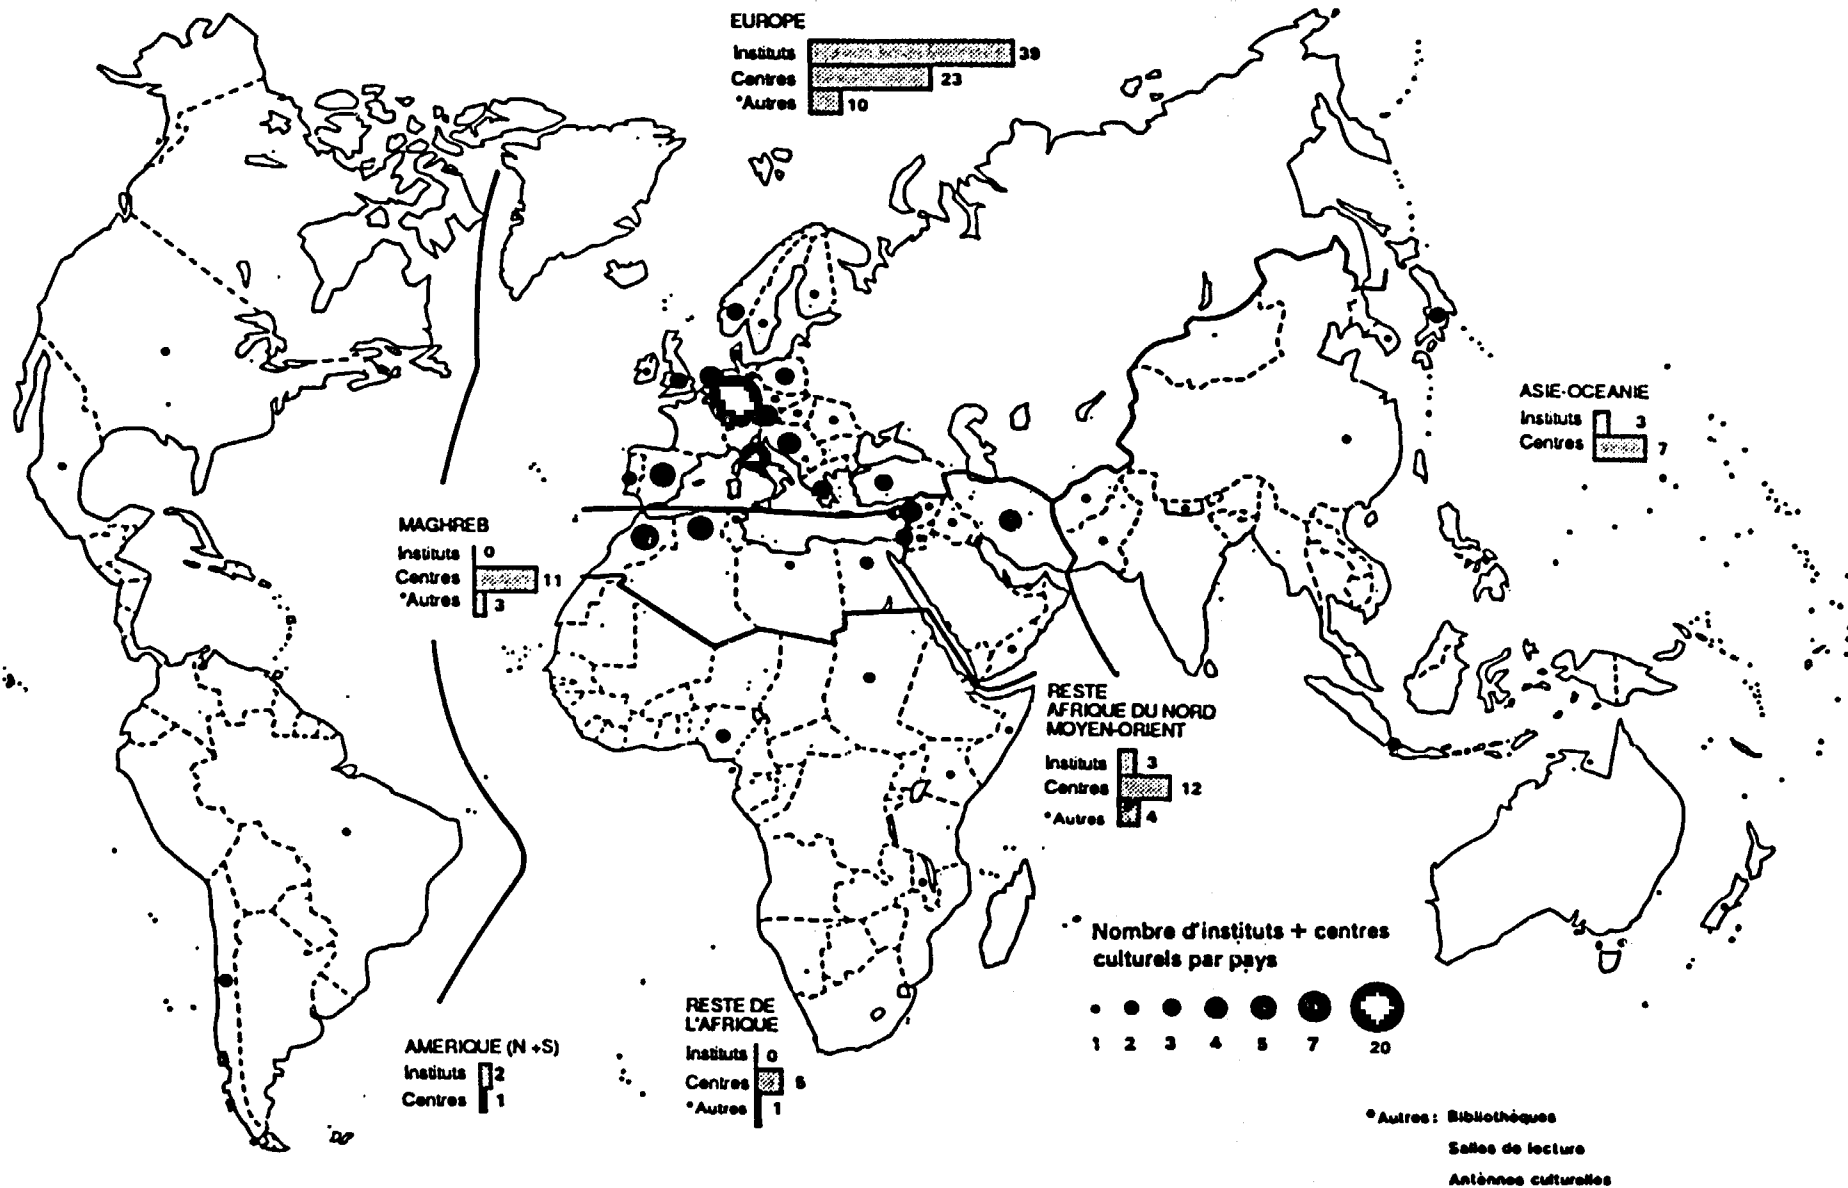 EUROPE
Instituts 39
Centres 23
*Autres 10
ASIE-OCEANIE
Instituts 3
Centres 7
MAGHREB
Instituts 0
Centres 11
*Autres 3
RESTE
AFRIQUE DU NORD
MOYEN-ORIENT
Instituts 3
Centres 12
*Autres 4
Nombre d'instituts + centres
culturels par pays
1 2 3 4 5 7 20
RESTE DE
L'AFRIQUE
Instituts 0
Centres 5
*Autres 1
AMERIQUE (N +S)
Instituts 2
Centres 1
*Autres : Bibliothèques
Salles de lecture
Antènnes culturelles